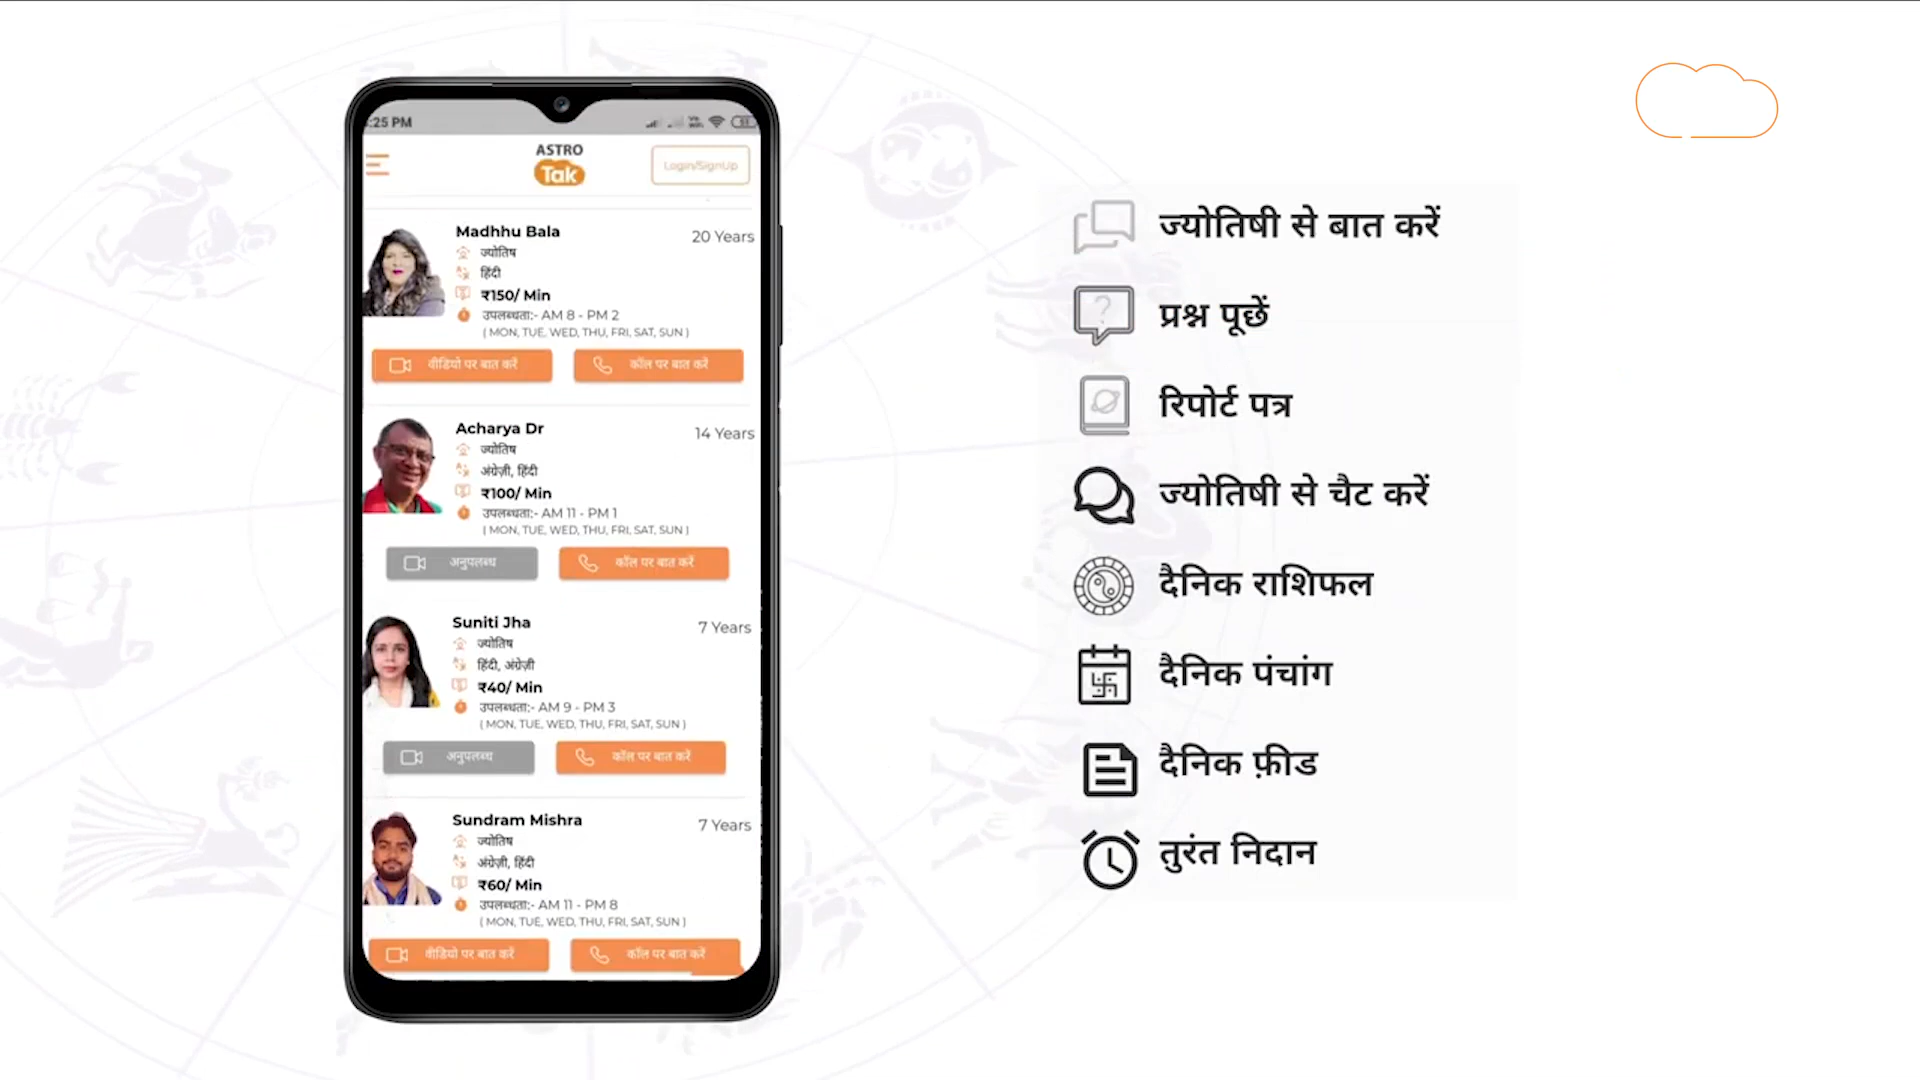 :25 PM
51
ASTRO
Tak
Login/SignUp
Madhhu Bala
20 Years
ज्योतिष
हिंदी
₹150/ Min
उपलब्धता:- AM 8 - PM 2
( MON, TUE, WED, THU, FRI, SAT, SUN )
वीडियो पर बात करें
कॉल पर बात करें
Acharya Dr
14 Years
ज्योतिष
अंग्रेज़ी, हिंदी
₹100/ Min
उपलब्धता:- AM 11 - PM 1
( MON, TUE, WED, THU, FRI, SAT, SUN )
अनुपलब्ध
कॉल पर बात करें
Suniti Jha
7 Years
ज्योतिष
हिंदी, अंग्रेज़ी
₹40/ Min
उपलब्धता:- AM 9 - PM 3
( MON, TUE, WED, THU, FRI, SAT, SUN )
अनुपलब्ध
कॉल पर बात करें
Sundram Mishra
7 Years
ज्योतिष
अंग्रेज़ी, हिंदी
₹60/ Min
उपलब्धता:- AM 11 - PM 8
( MON, TUE, WED, THU, FRI, SAT, SUN )
वीडियो पर बात करें
कॉल पर बात करें
ज्योतिषी से बात करें
प्रश्न पूछें
रिपोर्ट पत्र
ज्योतिषी से चैट करें
दैनिक राशिफल
दैनिक पंचांग
दैनिक फ़ीड
तुरंत निदान